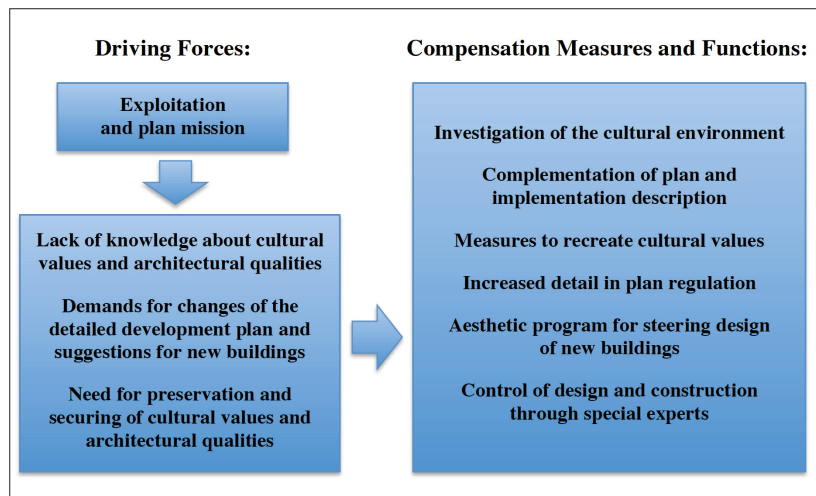 Driving Forces:
Exploitation
and plan mission
Lack of knowledge about cultural
values and architectural qualities
Demands for changes of the
detailed development plan and
suggestions for new buildings
Need for preservation and
securing of cultural values and
architectural qualities
Compensation Measures and Functions:
Investigation of the cultural environment
Complementation of plan and
implementation description
Measures to recreate cultural values
Increased detail in plan regulation
Aesthetic program for steering design
of new buildings
Control of design and construction
through special experts